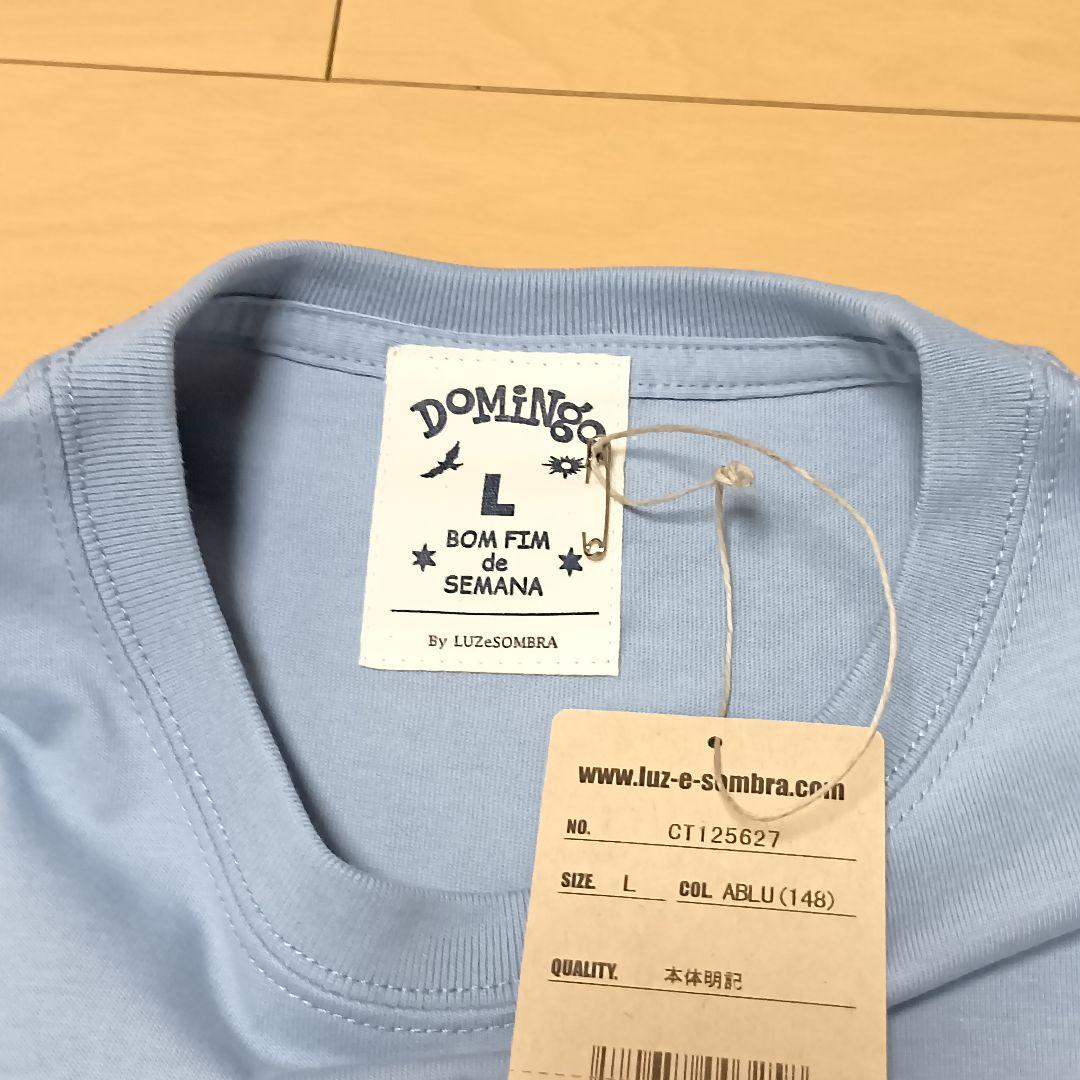 DOMiNgo
L
BOM FIM
de
SEMANA
By LUZeSOMBRA
www.luz-e-sombra.com
NO. CT125627
SIZE. L COL. ABLU(148)
QUALITY. 本体明記